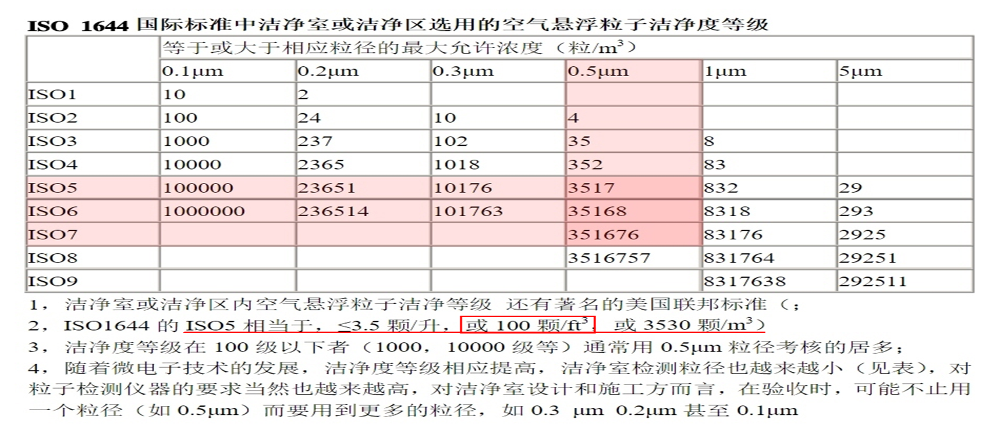 ISO 1644 国际标准中洁净室或洁净区选用的空气悬浮粒子洁净度等级
等于或大于相应粒径的最大允许浓度（粒/m³）
0.1μm 0.2μm 0.3μm 0.5μm 1μm 5μm
ISO1 10 2
ISO2 100 24 10 4
ISO3 1000 237 102 35 8
ISO4 10000 2365 1018 352 83
ISO5 100000 23651 10176 3517 832 29
ISO6 1000000 236514 101763 35168 8318 293
ISO7 351676 83176 2925
ISO8 3516757 831764 29251
ISO9 8317638 292511
1，洁净室或洁净区内空气悬浮粒子洁净等级 还有著名的美国联邦标准（；
2，ISO1644 的 ISO5 相当于，≤3.5 颗/升，或 100 颗/ft³，或 3530 颗/m³）
3，洁净度等级在 100 级以下者（1000，10000 级等）通常用 0.5μm 粒径考核的居多；
4，随着微电子技术的发展，洁净度等级相应提高，洁净室检测粒径也越来越小（见表），对
粒子检测仪器的要求当然也越来越高，对洁净室设计和施工方而言，在验收时，可能不止用
一个粒径（如 0.5μm）而要用到更多的粒径，如 0.3 μm 0.2μm 甚至 0.1μm